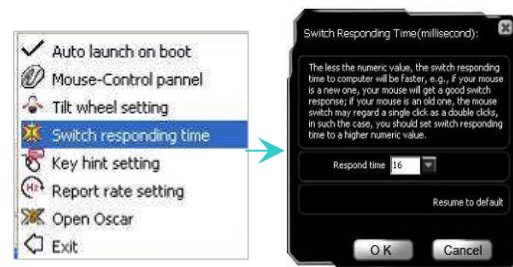 Auto launch on boot
Mouse-Control pannel
Tilt wheel setting
Switch responding time
Key hint setting
Hz
Report rate setting
Open Oscar
Exit
Switch Responding Time(millisecond):
The less the numeric value, the switch responding
time to computer will be faster, e.g., if your mouse
is a new one, your mouse will get a good switch
response; if your mouse is an old one, the mouse
switch may regard a single click as a double clicks,
in such the case, you should set switch responding
time to a higher numeric value.
Respond time 16
Resume to default
OK Cancel